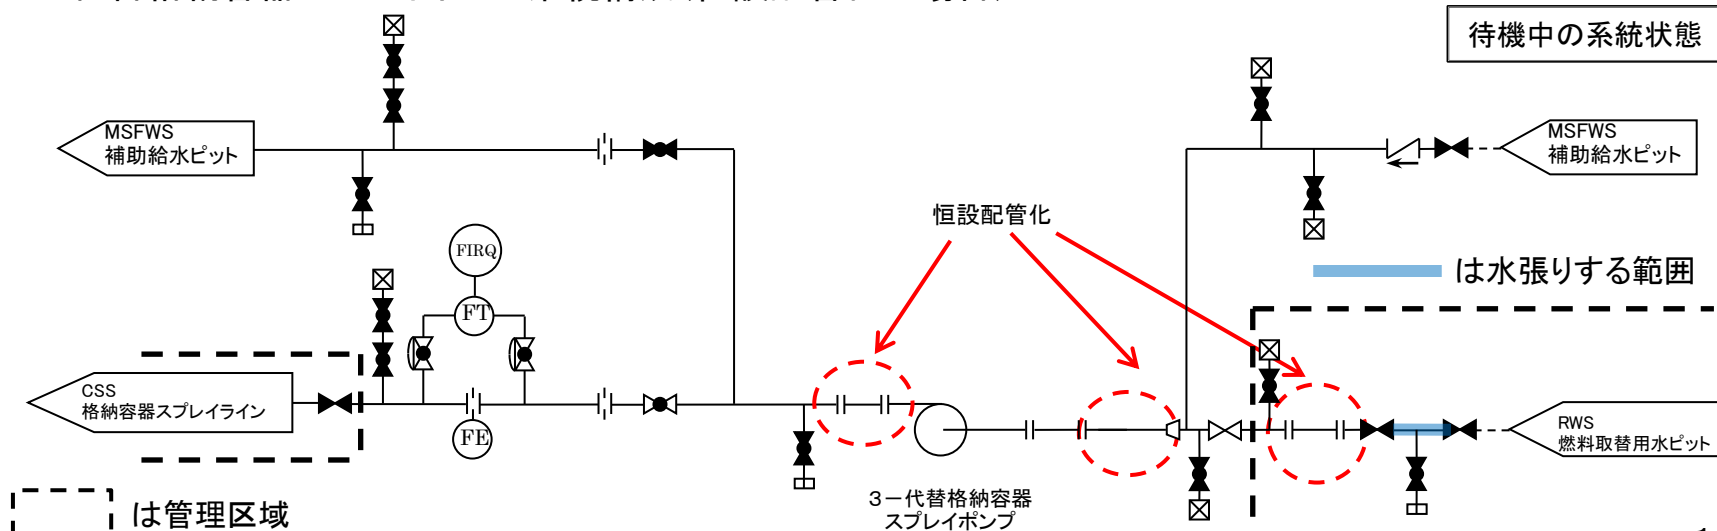 待機中の系統状態
MSFWS
補助給水ピット
MSFWS
補助給水ピット
恒設配管化
FIRQ
FT
は水張りする範囲
CSS
格納容器スプレイライン
FE
RWS
燃料取替用水ピット
3－代替格納容器
スプレイポンプ
は管理区域